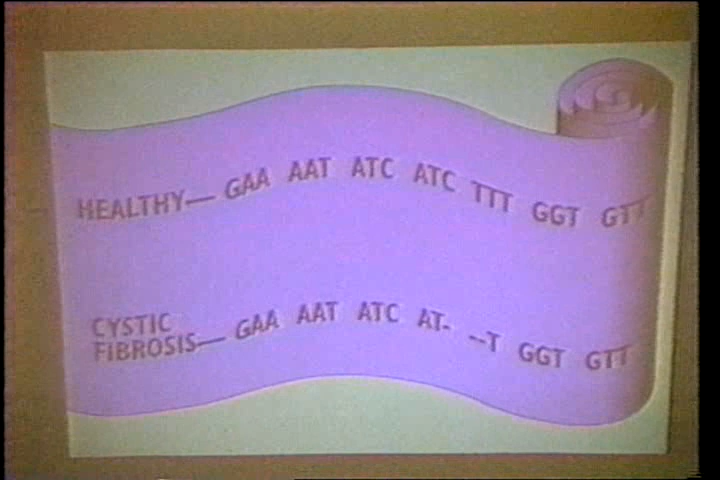 HEALTHY— GAA AAT ATC ATC TTT GGT GTT
CYSTIC
FIBROSIS— GAA AAT ATC AT- --T GGT GTT